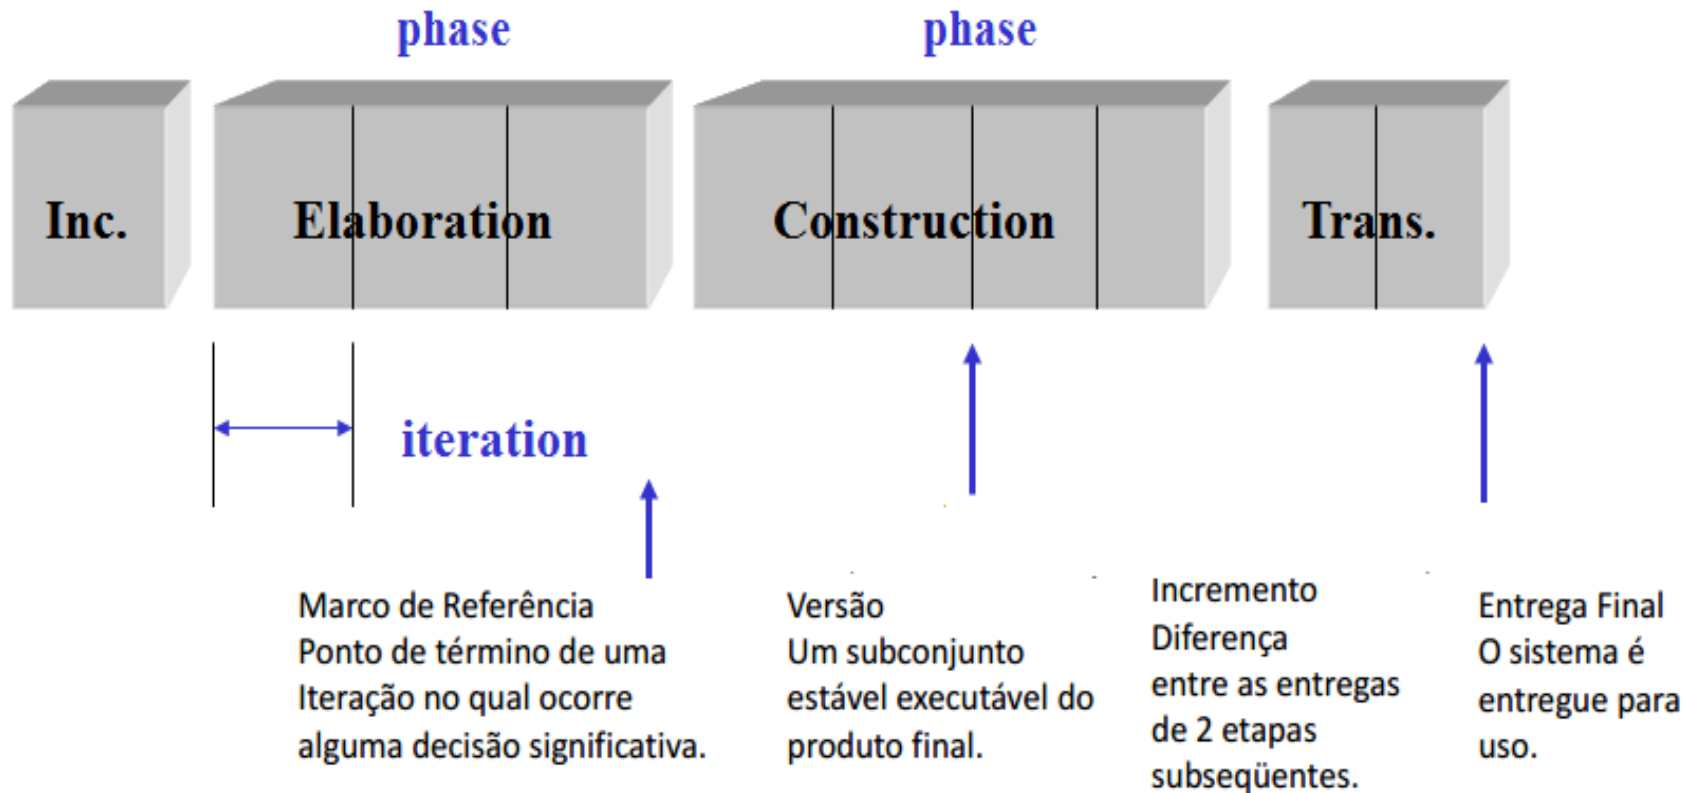 phase
phase
Inc.
Elaboration
Construction
Trans.
iteration
Marco de Referência
Ponto de término de uma
Iteração no qual ocorre
alguma decisão significativa.
Versão
Um subconjunto
estável executável do
produto final.
Incremento
Diferença
entre as entregas
de 2 etapas
subseqüentes.
Entrega Final
O sistema é
entregue para
uso.